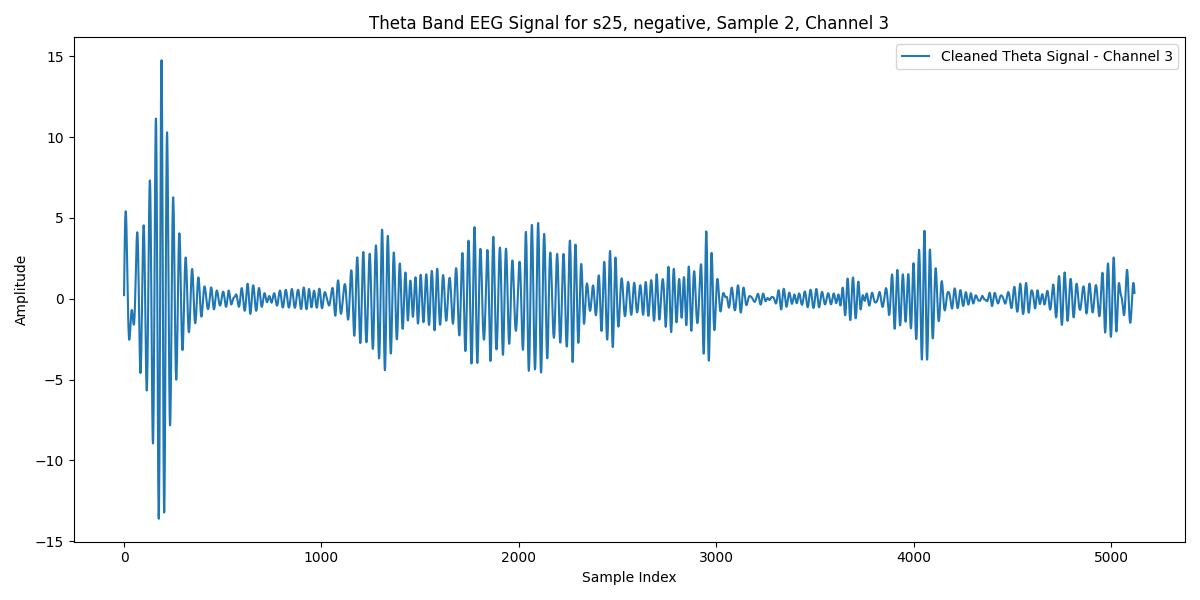 Theta Band EEG Signal for s25, negative, Sample 2, Channel 3
Cleaned Theta Signal - Channel 3
Amplitude
15
10
5
0
−5
−10
−15
0 1000 2000 3000 4000 5000
Sample Index